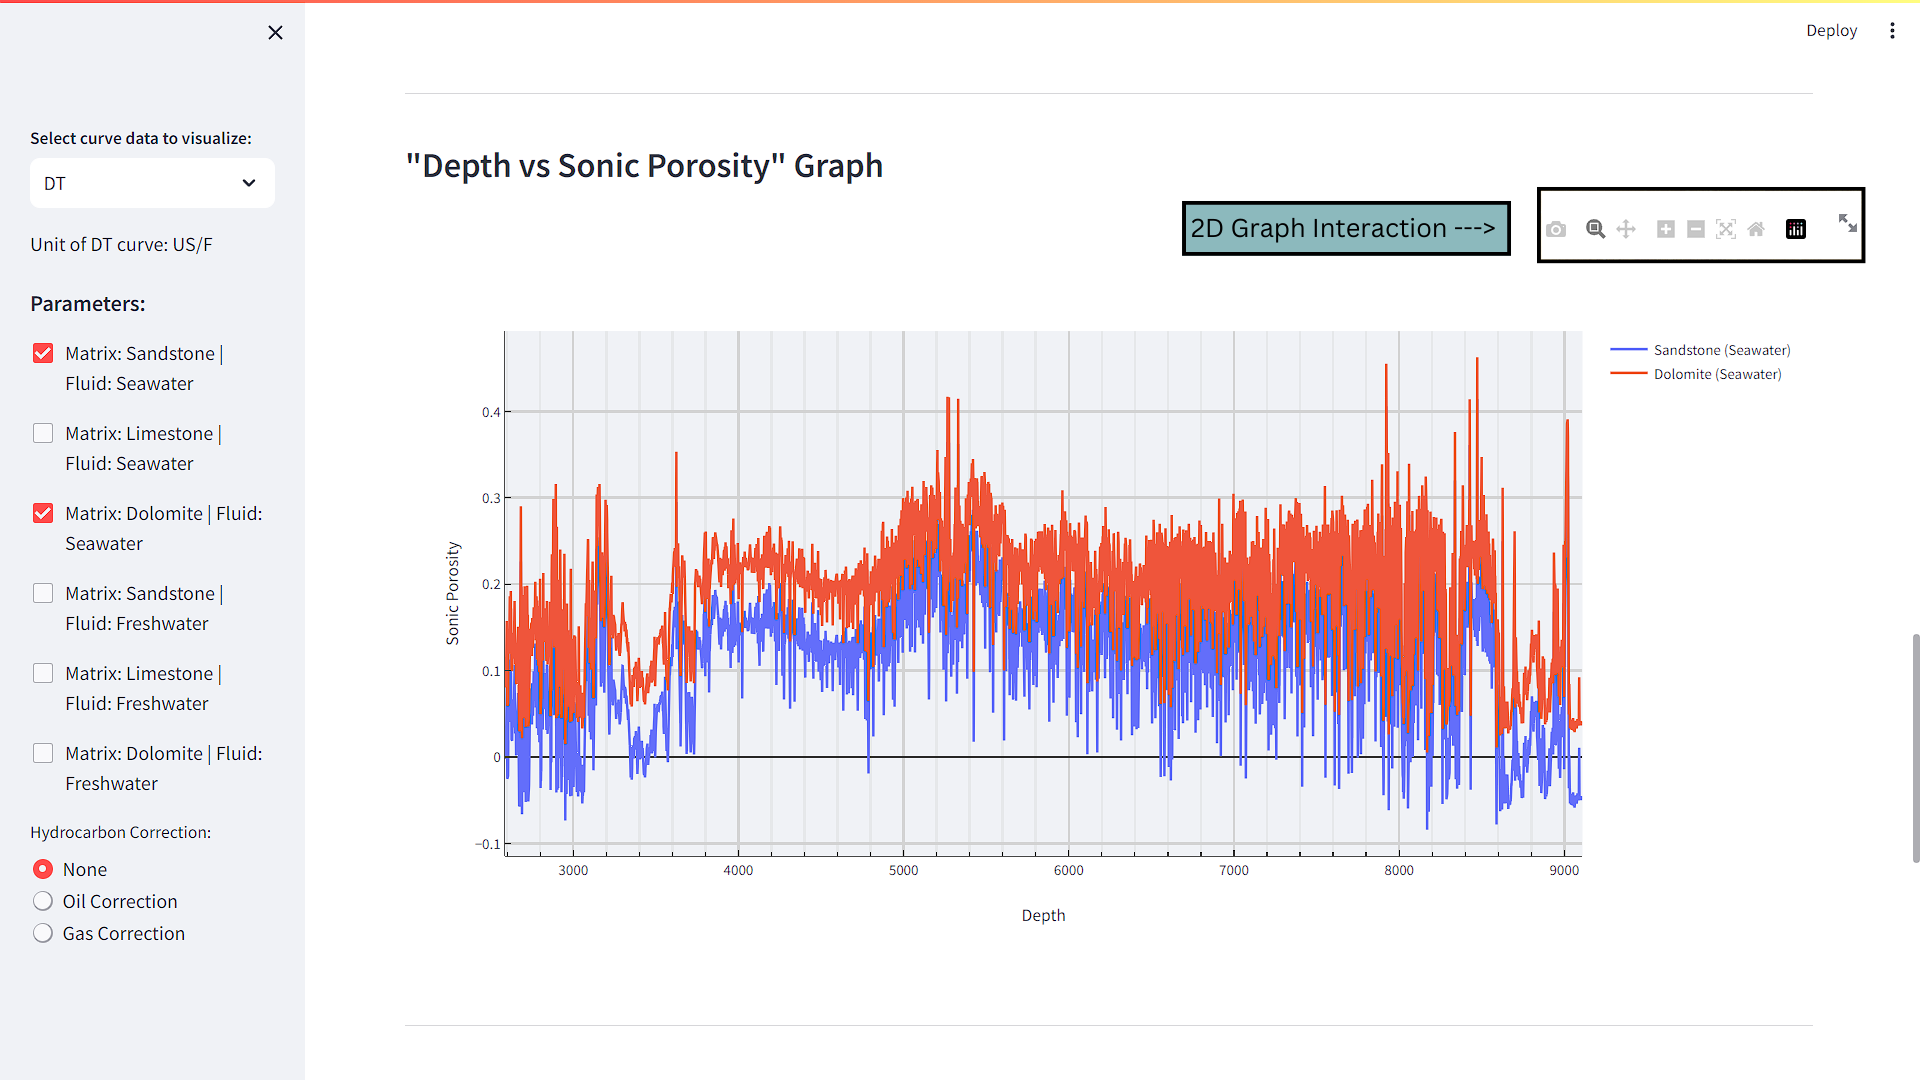 Deploy
Select curve data to visualize:
DT
Unit of DT curve: US/F
Parameters:
Matrix: Sandstone |
Fluid: Seawater
Matrix: Limestone |
Fluid: Seawater
Matrix: Dolomite | Fluid:
Seawater
Matrix: Sandstone |
Fluid: Freshwater
Matrix: Limestone |
Fluid: Freshwater
Matrix: Dolomite | Fluid:
Freshwater
Hydrocarbon Correction:
None
Oil Correction
Gas Correction
"Depth vs Sonic Porosity" Graph
2D Graph Interaction --->
Sandstone (Seawater)
Dolomite (Seawater)
Sonic Porosity
0.4
0.3
0.2
0.1
0
−0.1
3000 4000 5000 6000 7000 8000 9000
Depth